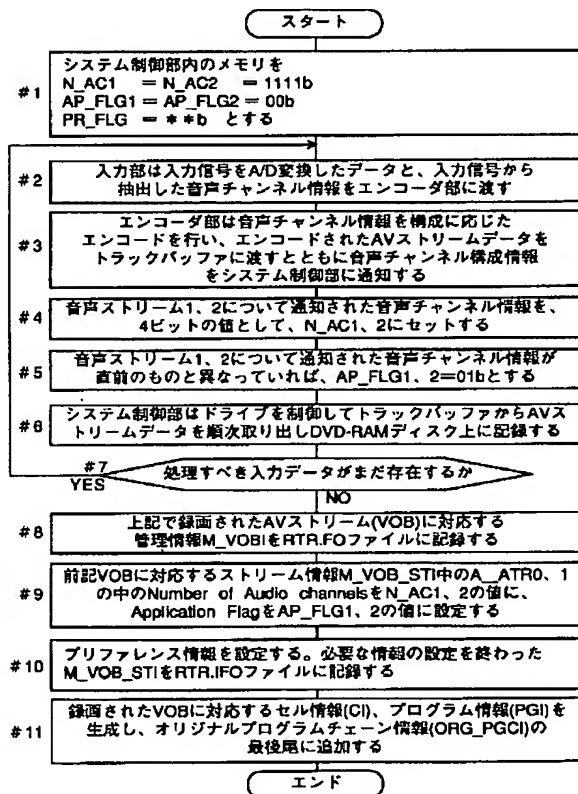 スタート
#1
システム制御部内のメモリを
N_AC1 = N_AC2 = 1111b
AP_FLG1 = AP_FLG2 = 00b
PR_FLG = **b とする
#2
入力部は入力信号をA/D変換したデータと、入力信号から
抽出した音声チャンネル情報をエンコーダ部に渡す
#3
エンコーダ部は音声チャンネル情報を構成に応じた
エンコードを行い、エンコードされたAVストリームデータを
トラックバッファに渡すとともに音声チャンネル構成情報
をシステム制御部に通知する
#4
音声ストリーム1、2について通知された音声チャンネル情報を、
4ビットの値として、N_AC1、2にセットする
#5
音声ストリーム1、2について通知された音声チャンネル情報が
直前のものと異なっていれば、AP_FLG1、2=01bとする
#6
システム制御部はドライブを制御してトラックバッファからAVス
トリームデータを順次取り出しDVD-RAMディスク上に記録する
#7
YES
処理すべき入力データがまだ存在するか
NO
#8
上記で録画されたAVストリーム(VOB)に対応する
管理情報M_VOBIをRTR.IFOファイルに記録する
#9
前記VOBに対応するストリーム情報M_VOB_STI中のA_ATR0、1
の中のNumber of Audio channelsをN_AC1、2の値に、
Application FlagをAP_FLG1、2の値に設定する
#10
プリファレンス情報を設定する。必要な情報の設定を終わった
M_VOB_STIをRTR.IFOファイルに記録する
#11
録画されたVOBに対応するセル情報(CI)、プログラム情報(PGI)を
生成し、オリジナルプログラムチェーン情報(ORG_PGCI)の
最後尾に追加する
エンド